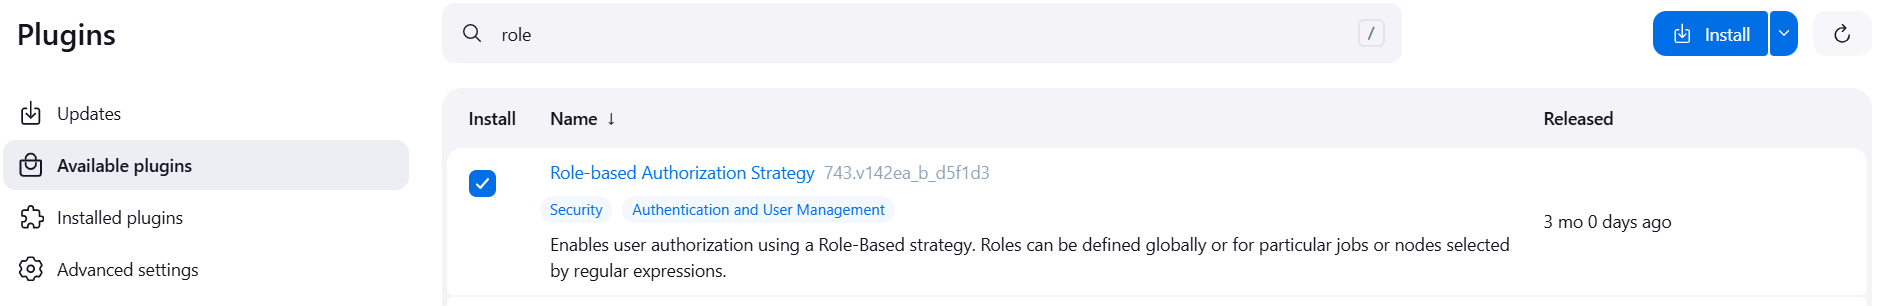 Plugins
role
/
Install
Updates
Available plugins
Installed plugins
Advanced settings
Install Name ↓ Released
Role-based Authorization Strategy 743.v142ea_b_d5f1d3
Security Authentication and User Management
Enables user authorization using a Role-Based strategy. Roles can be defined globally or for particular jobs or nodes selected
by regular expressions.
3 mo 0 days ago